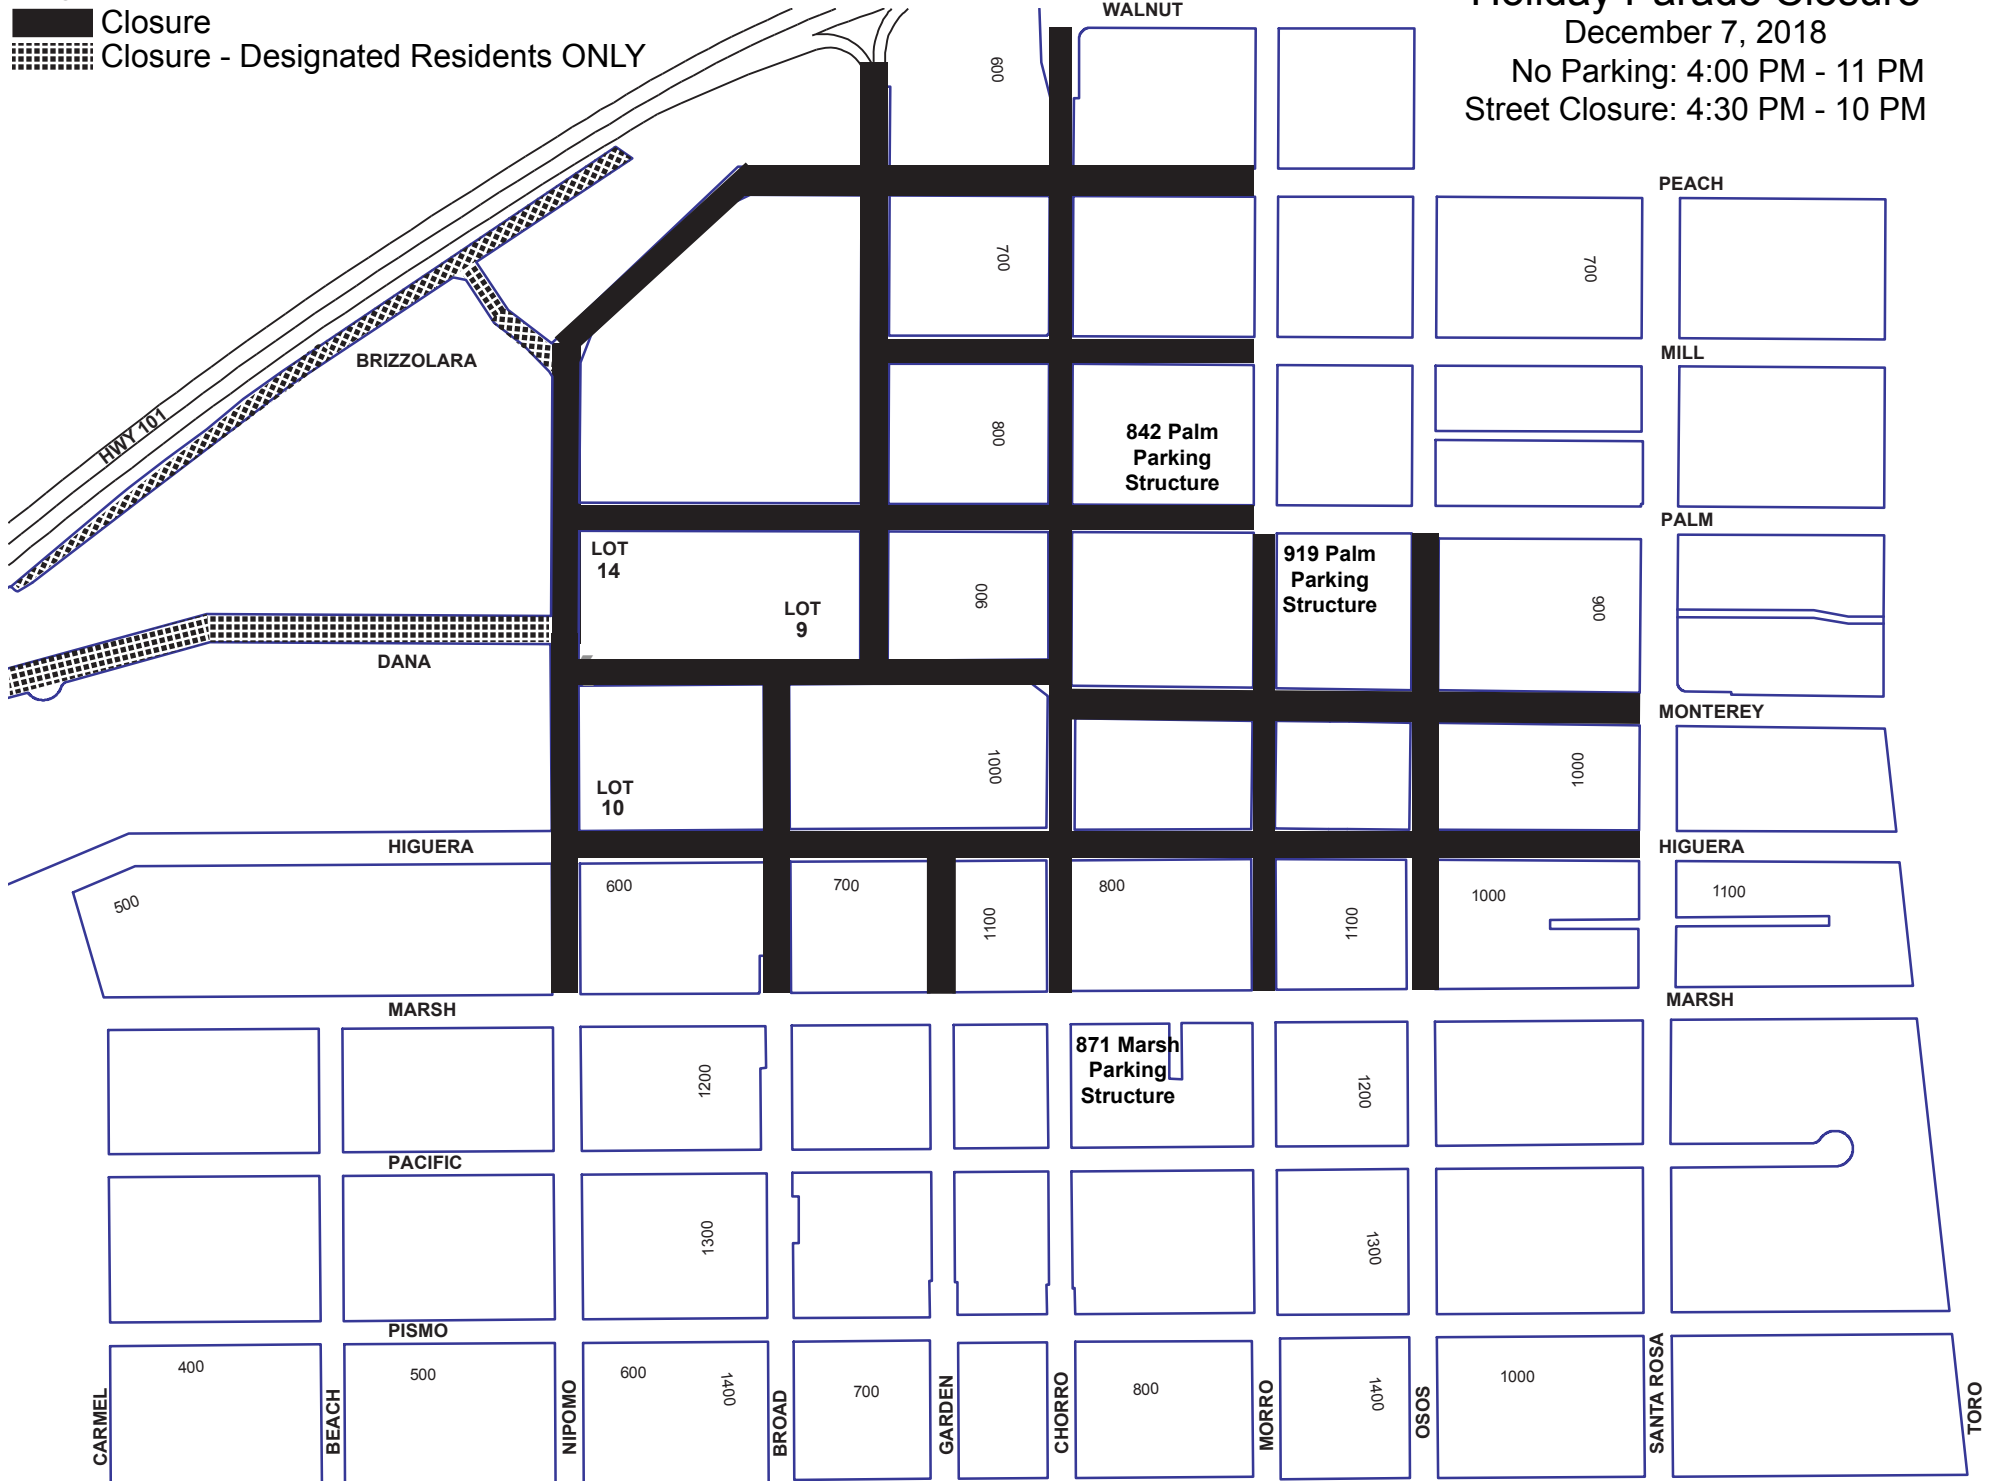 Holiday Parade Closure
December 7, 2018
No Parking: 4:00 PM - 11 PM
Street Closure: 4:30 PM - 10 PM
Closure
Closure - Designated Residents ONLY
WALNUT
600
PEACH
700
700
MILL
BRIZZOLARA
HWY 101
800
842 Palm
Parking
Structure
PALM
LOT
14
LOT
9
900
919 Palm
Parking
Structure
900
DANA
MONTEREY
1000
1000
LOT
10
HIGUERA
HIGUERA
500
600
700
800
1000
1100
1100
1100
MARSH
MARSH
871 Marsh
Parking
Structure
1200
1200
PACIFIC
1300
1300
PISMO
400
500
600
1400
700
800
1400
1000
CARMEL
BEACH
NIPOMO
BROAD
GARDEN
CHORRO
MORRO
OSOS
SANTA ROSA
TORO